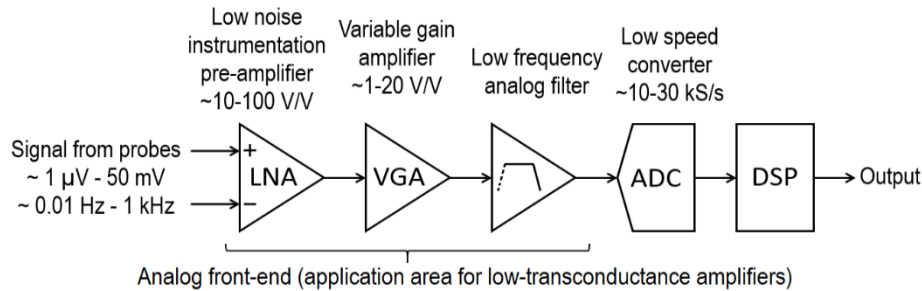 Low noise
instrumentation
pre-amplifier
~10-100 V/V
Variable gain
amplifier
~1-20 V/V
Low frequency
analog filter
Low speed
converter
~10-30 kS/s
Signal from probes
~ 1 µV - 50 mV
~ 0.01 Hz - 1 kHz
+
LNA
−
VGA
ADC
DSP
Output
Analog front-end (application area for low-transconductance amplifiers)